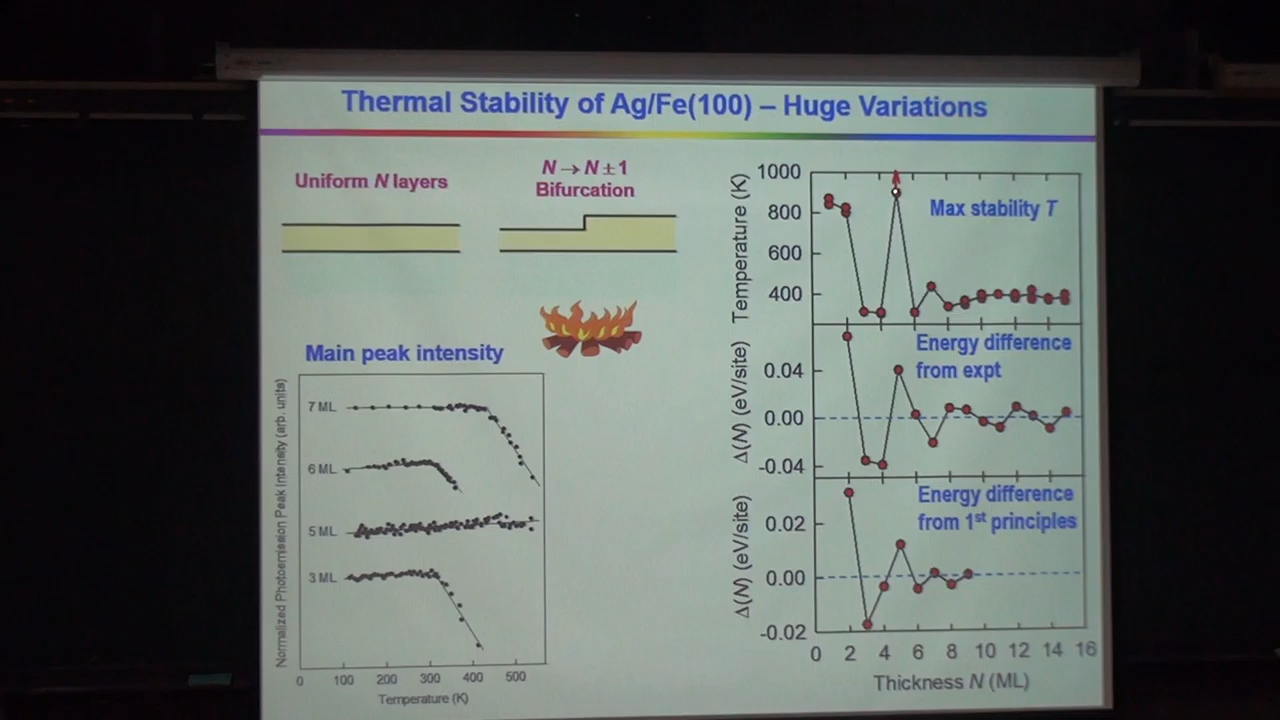 Thermal Stability of Ag/Fe(100) – Huge Variations
Uniform N layers
N → N ± 1
Bifurcation
Main peak intensity
Normalized Photoemission Peak Intensity (arb. units)
7 ML
6 ML
5 ML
3 ML
0 100 200 300 400 500
Temperature (K)
Temperature (K)
1000
800
600
400
Max stability T
Δ(N) (eV/site)
0.04
0.00
-0.04
Energy difference
from expt
Δ(N) (eV/site)
0.02
0.00
-0.02
Energy difference
from 1st principles
0 2 4 6 8 10 12 14 16
Thickness N (ML)